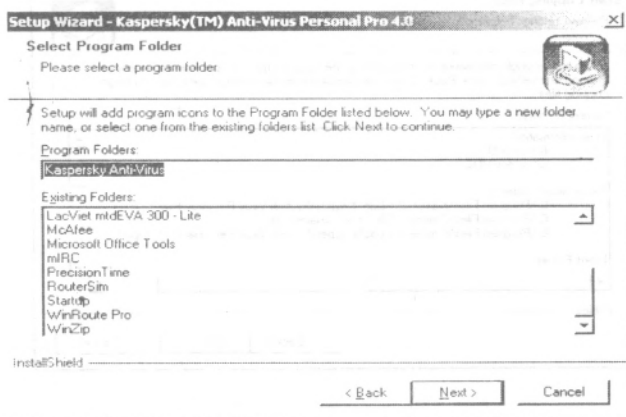 Setup Wizard - Kaspersky(TM) Anti-Virus Personal Pro 4.0
Select Program Folder
Please select a program folder.
Setup will add program icons to the Program Folder listed below. You may type a new folder
name, or select one from the existing folders list. Click Next to continue.
Program Folders:
Kaspersky Anti-Virus
Existing Folders:
LacViet mtdEVA 300 - Lite
McAfee
Microsoft Office Tools
mIRC
PrecisionTime
RouterSim
StartUp
WinRoute Pro
WinZip
InstallShield
< Back
Next >
Cancel